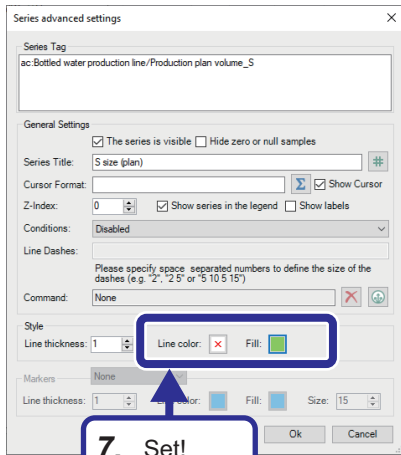 Series advanced settings
Series Tag
ac:Bottled water production line/Production plan volume_S
General Settings
The series is visible Hide zero or null samples
Series Title: S size (plan) #
Cursor Format: Σ Show Cursor
Z-Index: 0 Show series in the legend Show labels
Conditions: Disabled
Line Dashes:
Please specify space separated numbers to define the size of the
dashes (e.g. "2", "2 5" or "5 10 5 15")
Command: None
Style
Line thickness: 1 Line color: Fill:
Markers None
Line thickness: 1 color: Fill: Size: 15
Ok Cancel
7. Set!